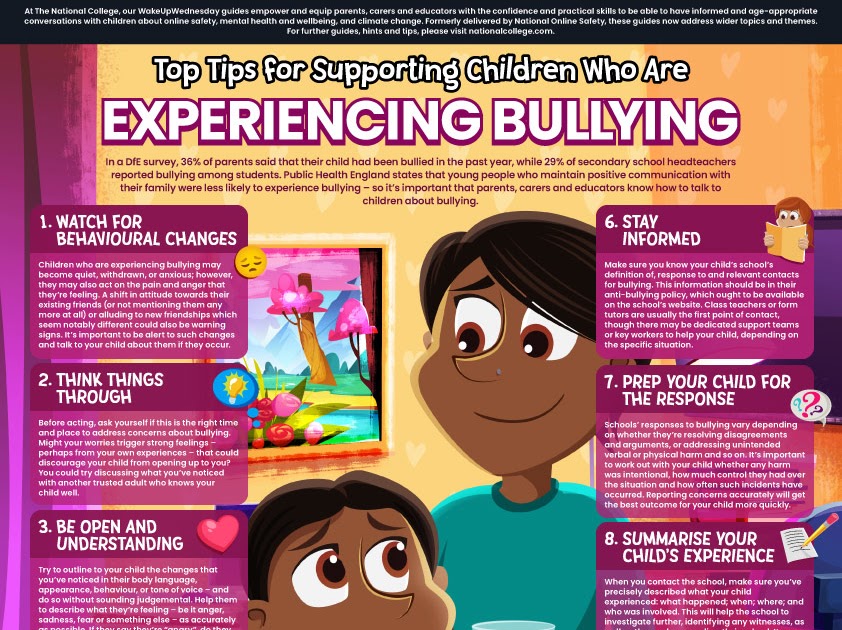 At The National College, our WakeUpWednesday guides empower and equip parents, carers and educators with the confidence and practical skills to be able to have informed and age-appropriate
conversations with children about online safety, mental health and wellbeing, and climate change. Formerly delivered by National Online Safety, these guides now address wider topics and themes.
For further guides, hints and tips, please visit nationalcollege.com.
Top Tips for Supporting Children Who Are
EXPERIENCING BULLYING
In a DfE survey, 36% of parents said that their child had been bullied in the past year, while 29% of secondary school headteachers
reported bullying among students. Public Health England states that young people who maintain positive communication with
their family were less likely to experience bullying – so it's important that parents, carers and educators know how to talk to
children about bullying.
1. WATCH FOR
BEHAVIOURAL CHANGES
Children who are experiencing bullying may
become quiet, withdrawn, or anxious; however,
they may also act on the pain and anger that
they're feeling. A shift in attitude towards their
existing friends (or not mentioning them any
more at all) or alluding to new friendships which
seem notably different could also be warning
signs. It's important to be alert to such changes
and talk to your child about them if they occur.
2. THINK THINGS
THROUGH
Before acting, ask yourself if this is the right time
and place to address concerns about bullying.
Might your worries trigger strong feelings –
perhaps from your own experiences – that could
discourage your child from opening up to you?
You could try discussing what you've noticed
with another trusted adult who knows your
child well.
3. BE OPEN AND
UNDERSTANDING
Try to outline to your child the changes that
you've noticed in their body language,
appearance, behaviour, or tone of voice – and
do so without sounding judgemental. Help them
to describe what they're feeling – be it anger,
sadness, fear or something else – as accurately
as possible. If they say they're "angry", do they
6. STAY
INFORMED
Make sure you know your child's school's
definition of, response to and relevant contacts
for bullying. This information should be in their
anti-bullying policy, which ought to be available
on the school's website. Class teachers or form
tutors are usually the first point of contact,
though there may be dedicated support teams
or key workers to help your child, depending on
the specific situation.
7. PREP YOUR CHILD FOR
THE RESPONSE
Schools' responses to bullying vary depending
on whether they're resolving disagreements
and arguments, or addressing unintended
verbal or physical harm and so on. It's important
to work out with your child whether any harm
was intentional, how much control they had over
the situation and how often such incidents have
occurred. Reporting concerns accurately will get
the best outcome for your child more quickly.
8. SUMMARISE YOUR
CHILD'S EXPERIENCE
When you contact the school, make sure you've
precisely described what your child
experienced: what happened; when; where; and
who was involved. This will help the school to
investigate further, identifying witnesses, as